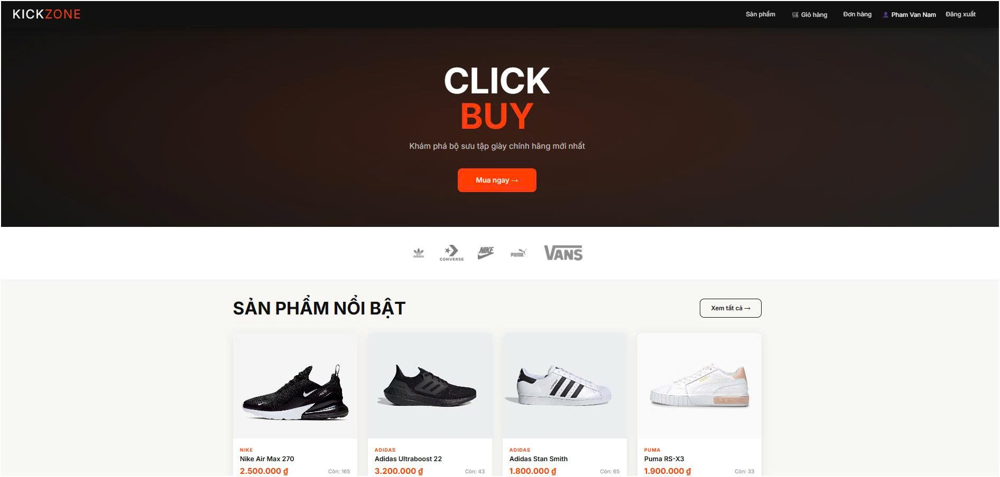 KICKZONE
Sản phẩm Giỏ hàng Đơn hàng Pham Van Nam Đăng xuất
CLICK
BUY
Khám phá bộ sưu tập giày chính hãng mới nhất
Mua ngay →
adidas CONVERSE NIKE PUMA VANS
SẢN PHẨM NỔI BẬT
Xem tất cả →
NIKE
Nike Air Max 270
2.500.000 ₫ Còn: 165
ADIDAS
Adidas Ultraboost 22
3.200.000 ₫ Còn: 43
ADIDAS
Adidas Stan Smith
1.800.000 ₫ Còn: 65
PUMA
Puma RS-X3
1.900.000 ₫ Còn: 33